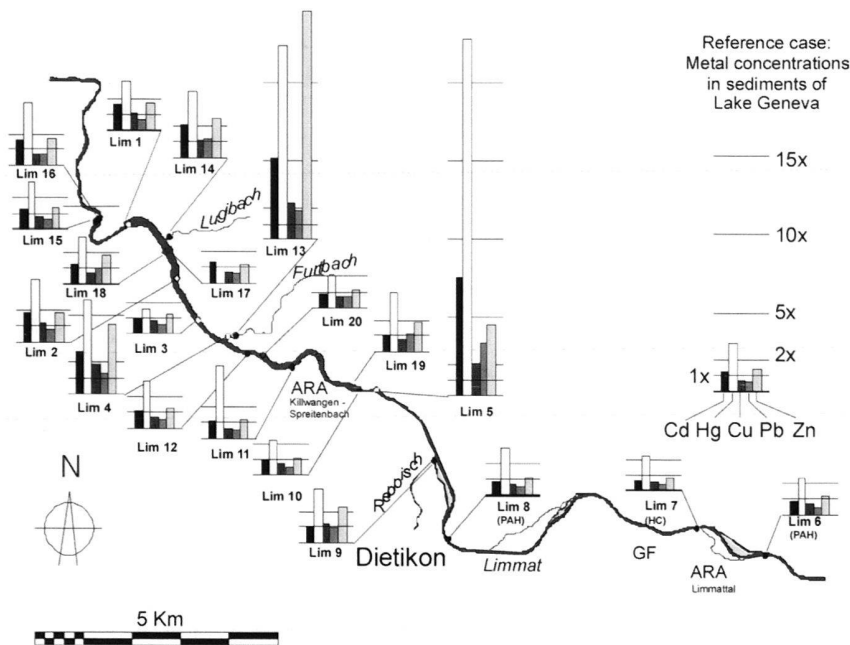 Reference case:
Metal concentrations
in sediments of
Lake Geneva
15x
10x
5x
2x
1x
Cd Hg Cu Pb Zn
Lim 1
Lim 14
Lim 16
Lim 15
Lugibach
Lim 13
Lim 18
Lim 17
Furtbach
Lim 20
Lim 2
Lim 3
Lim 19
Lim 4
ARA
Killwangen -
Spreitenbach
Lim 5
Lim 12
Lim 11
Lim 10
N
Reppisch
Lim 8
(PAH)
Lim 7
(HC)
Lim 6
(PAH)
Lim 9
Dietikon
Limmat
GF
ARA
Limmattal
5 Km